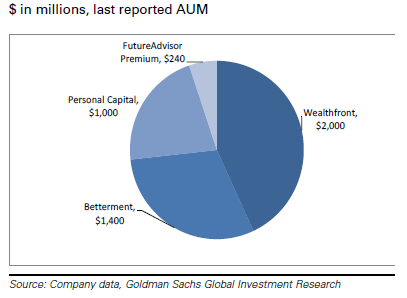 $ in millions, last reported AUM
FutureAdvisor
Premium, $240
Personal Capital,
$1,000
Wealthfront,
$2,000
Betterment,
$1,400
Source: Company data, Goldman Sachs Global Investment Research